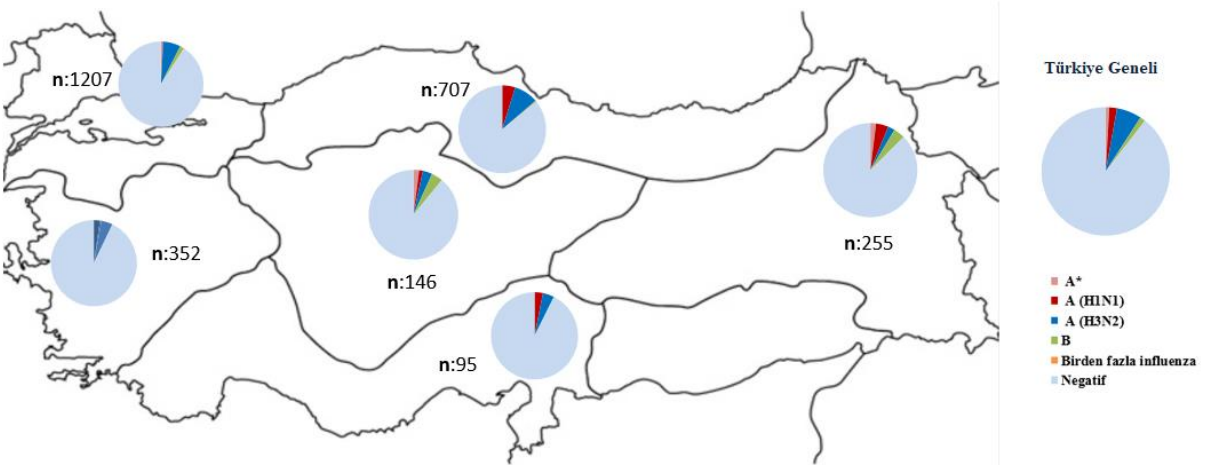 n:1207
n:707
n:255
n:352
n:146
n:95
Türkiye Geneli
A*
A (H1N1)
A (H3N2)
B
Birden fazla influenza
Negatif